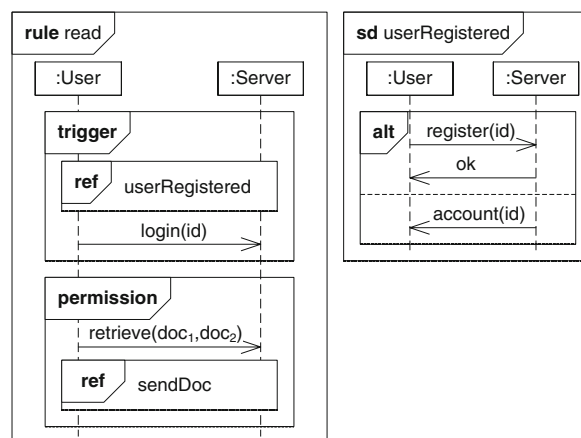 rule read
:User
:Server
trigger
ref
userRegistered
login(id)
permission
retrieve(doc₁,doc₂)
ref
sendDoc
sd userRegistered
:User
:Server
alt
register(id)
ok
account(id)